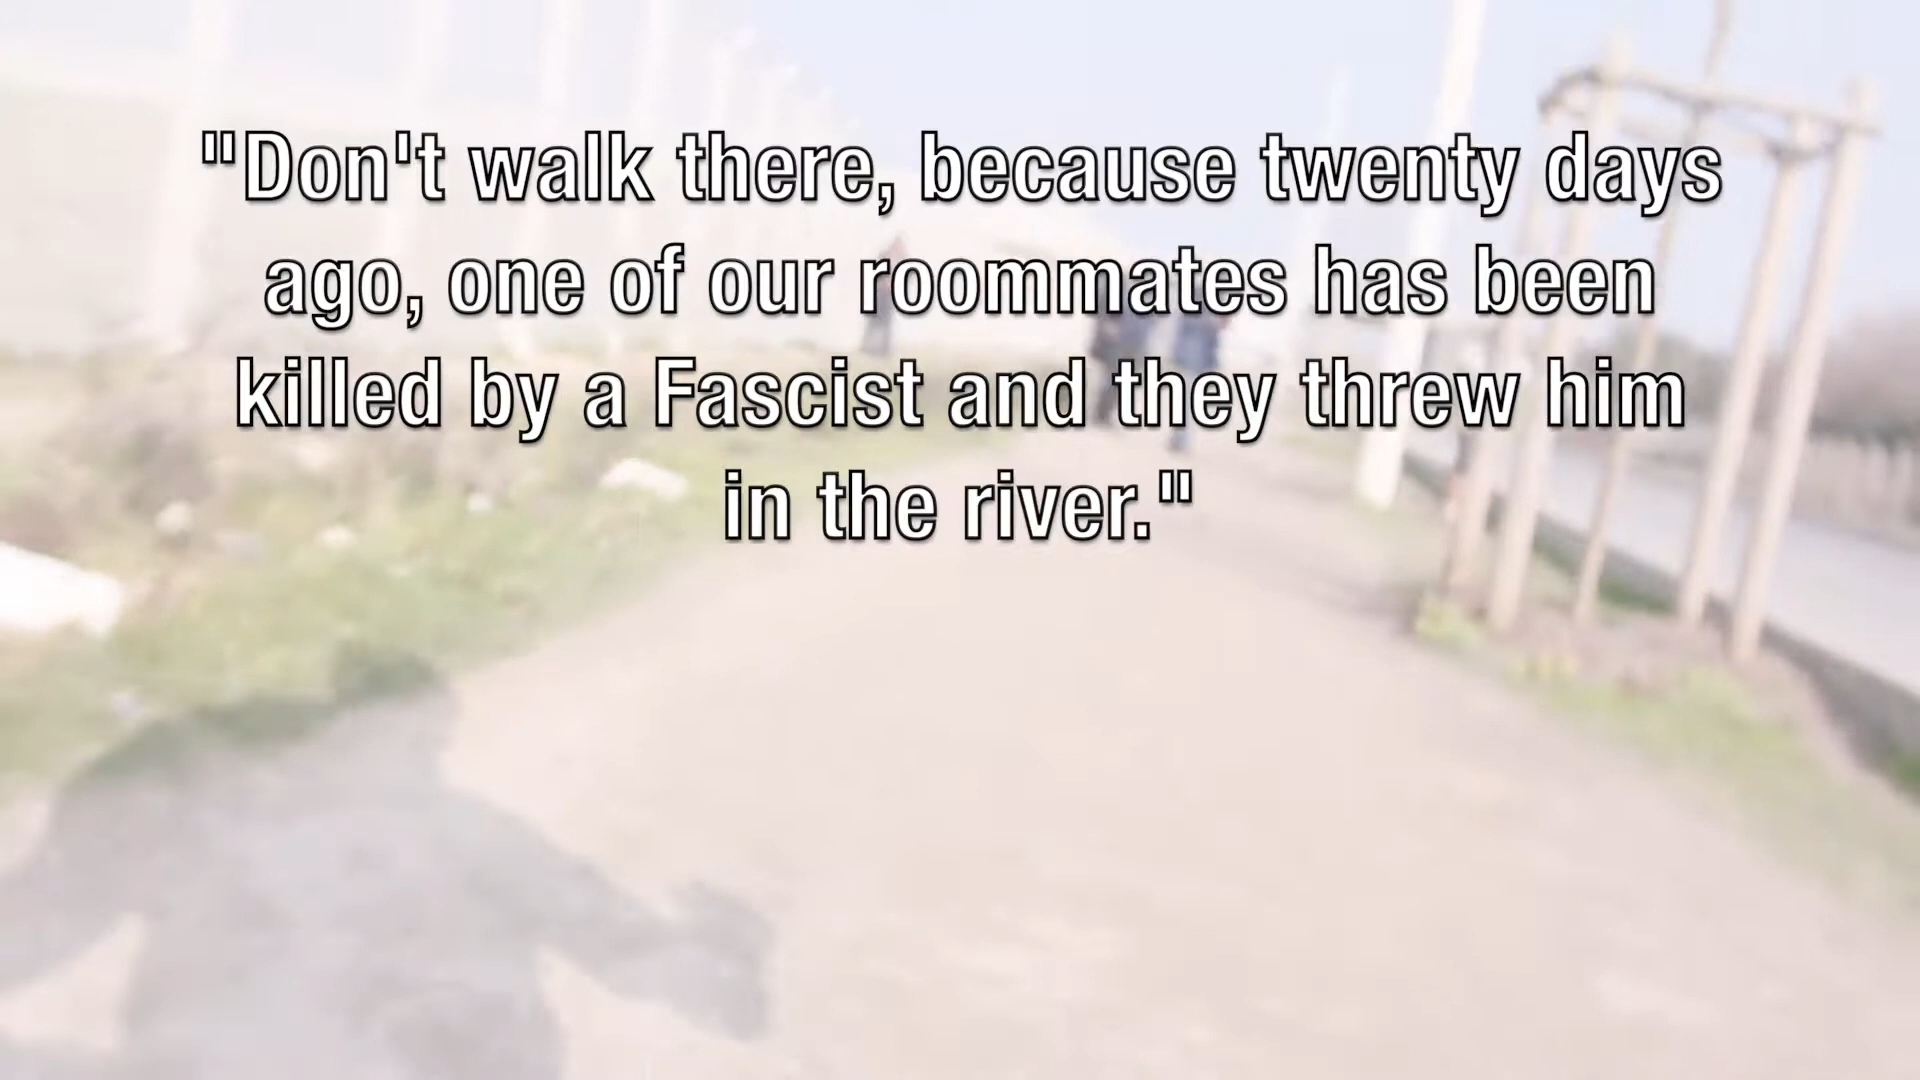 "Don't walk there, because twenty days
ago, one of our roommates has been
killed by a Fascist and they threw him
in the river."